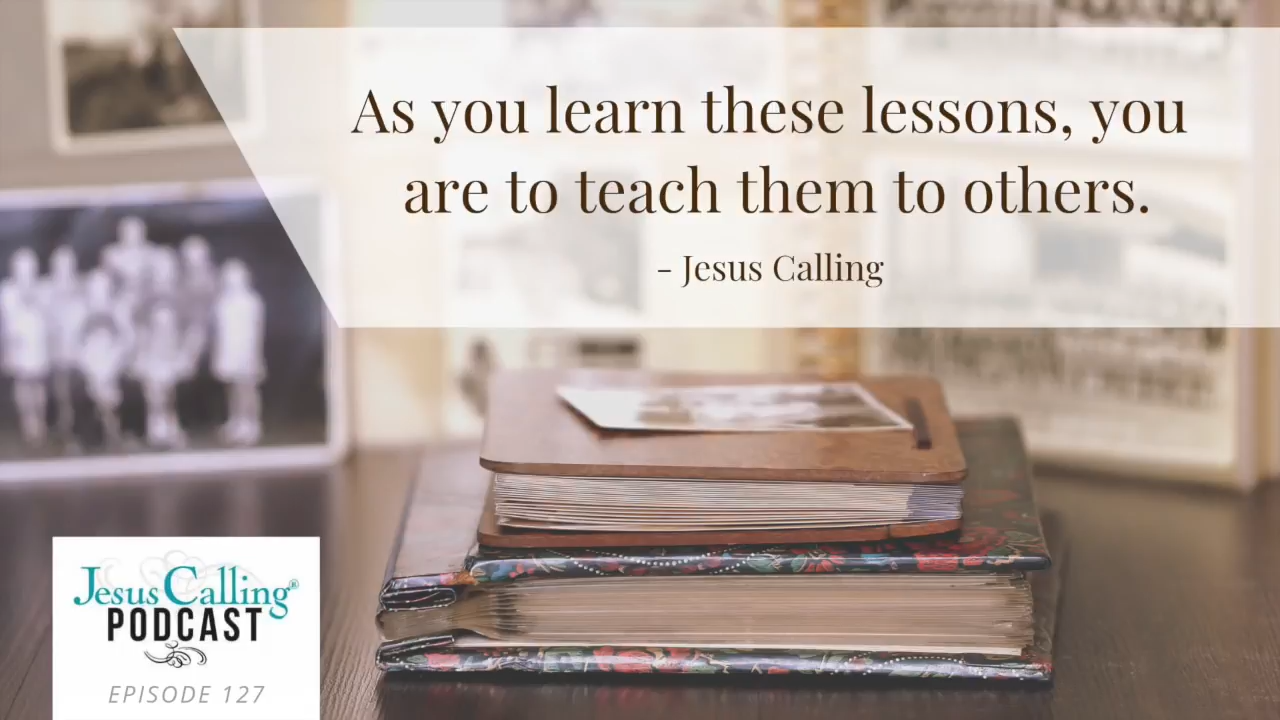 As you learn these lessons, you
are to teach them to others.
- Jesus Calling
Jesus Calling®
PODCAST
EPISODE 127